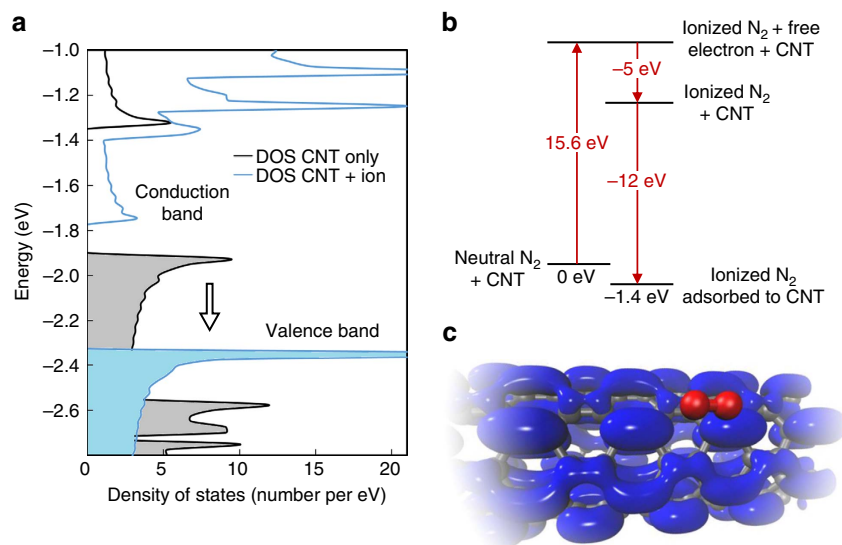 a
−1.0
−1.2
−1.4
−1.6
−1.8
−2.0
−2.2
−2.4
−2.6
Energy (eV)
DOS CNT only
DOS CNT + ion
Conduction
band
Valence band
0
5
10
15
20
Density of states (number per eV)
b
Ionized N₂ + free
electron + CNT
−5 eV
Ionized N₂
+ CNT
15.6 eV
−12 eV
Neutral N₂
+ CNT
0 eV
−1.4 eV
Ionized N₂
adsorbed to CNT
c